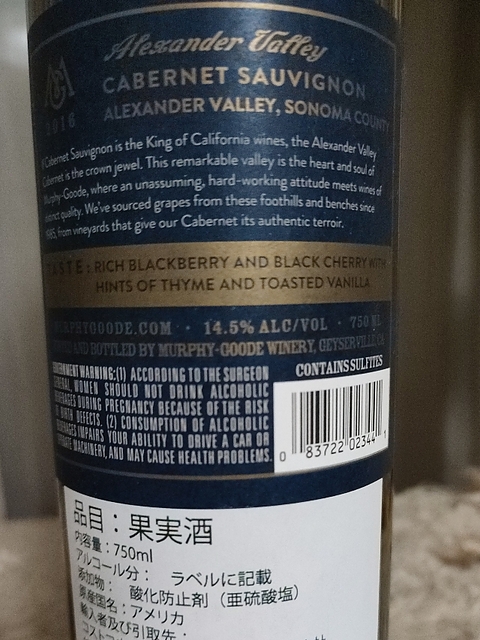 Alexander Valley
CABERNET SAUVIGNON
ALEXANDER VALLEY, SONOMA COUNTY
2016
Cabernet Sauvignon is the King of California wines, the Alexander Valley
Cabernet is the crown jewel. This remarkable valley is the heart and soul of
Murphy-Goode, where an unassuming, hard-working attitude meets wines of
distinct quality. We've sourced grapes from these foothills and benches since
1985, from vineyards that give our Cabernet its authentic terroir.
TASTE: RICH BLACKBERRY AND BLACK CHERRY WITH
HINTS OF THYME AND TOASTED VANILLA
MURPHYGOODE.COM · 14.5% ALC/VOL · 750 ML
AND BOTTLED BY MURPHY-GOODE WINERY, GEYSERVILLE, CA
CONTAINS SULFITES
GOVERNMENT WARNING: (1) ACCORDING TO THE SURGEON
GENERAL, WOMEN SHOULD NOT DRINK ALCOHOLIC
BEVERAGES DURING PREGNANCY BECAUSE OF THE RISK
OF BIRTH DEFECTS. (2) CONSUMPTION OF ALCOHOLIC
BEVERAGES IMPAIRS YOUR ABILITY TO DRIVE A CAR OR
OPERATE MACHINERY, AND MAY CAUSE HEALTH PROBLEMS.
0 83722 02344 1
品目：果実酒
内容量：750ml
アルコール分： ラベルに記載
添加物： 酸化防止剤（亜硫酸塩）
原産国名：アメリカ
輸入者及び引取先：